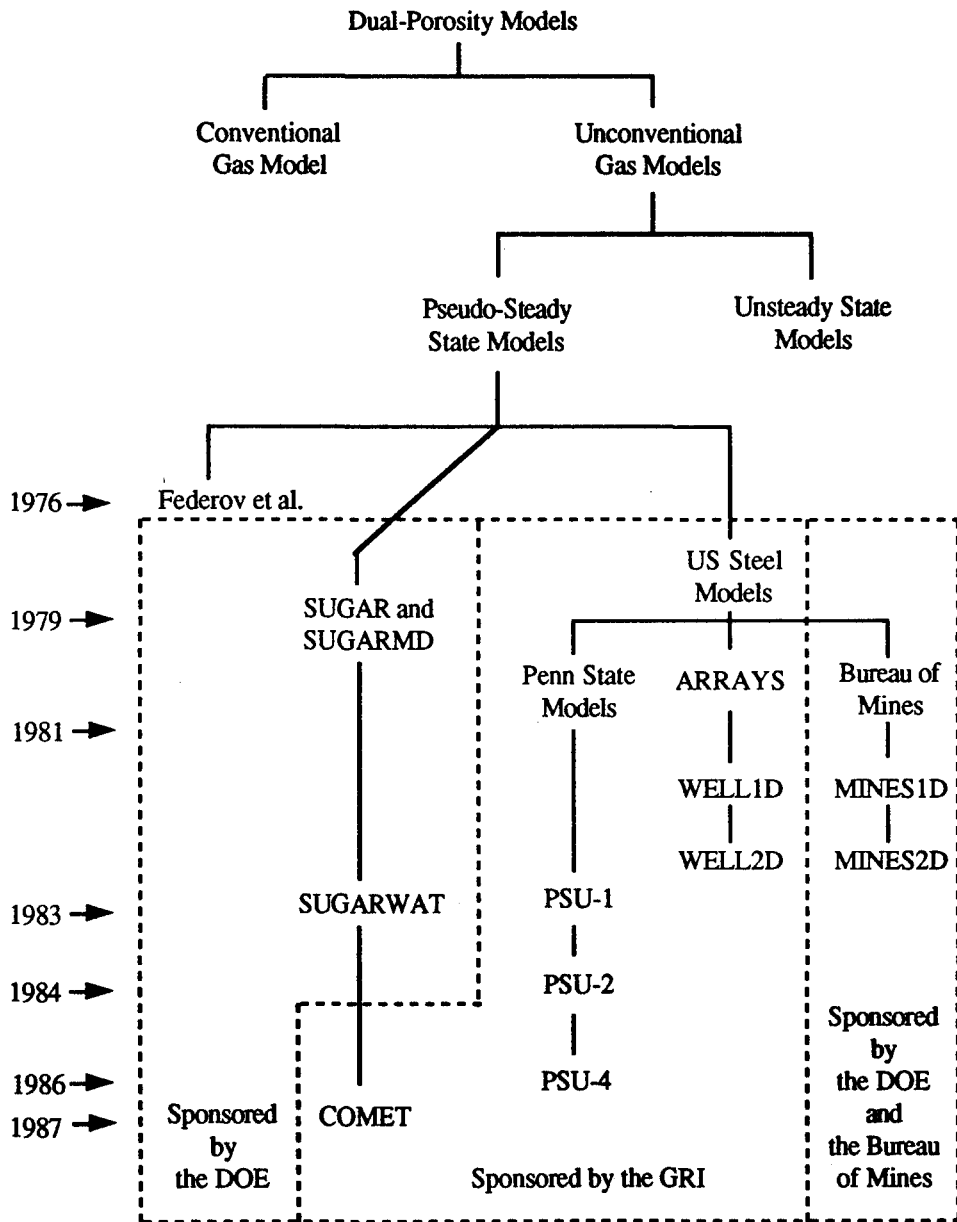 Dual-Porosity Models
Conventional
Gas Model
Unconventional
Gas Models
Pseudo-Steady
State Models
Unsteady State
Models
1976
Federov et al.
US Steel
Models
1979
SUGAR and
SUGARMD
Penn State
Models
ARRAYS
Bureau of
Mines
1981
WELL1D
MINES1D
WELL2D
MINES2D
1983
SUGARWAT
PSU-1
1984
PSU-2
1986
PSU-4
1987
COMET
Sponsored
by
the DOE
Sponsored by the GRI
Sponsored
by
the DOE
and
the Bureau
of Mines